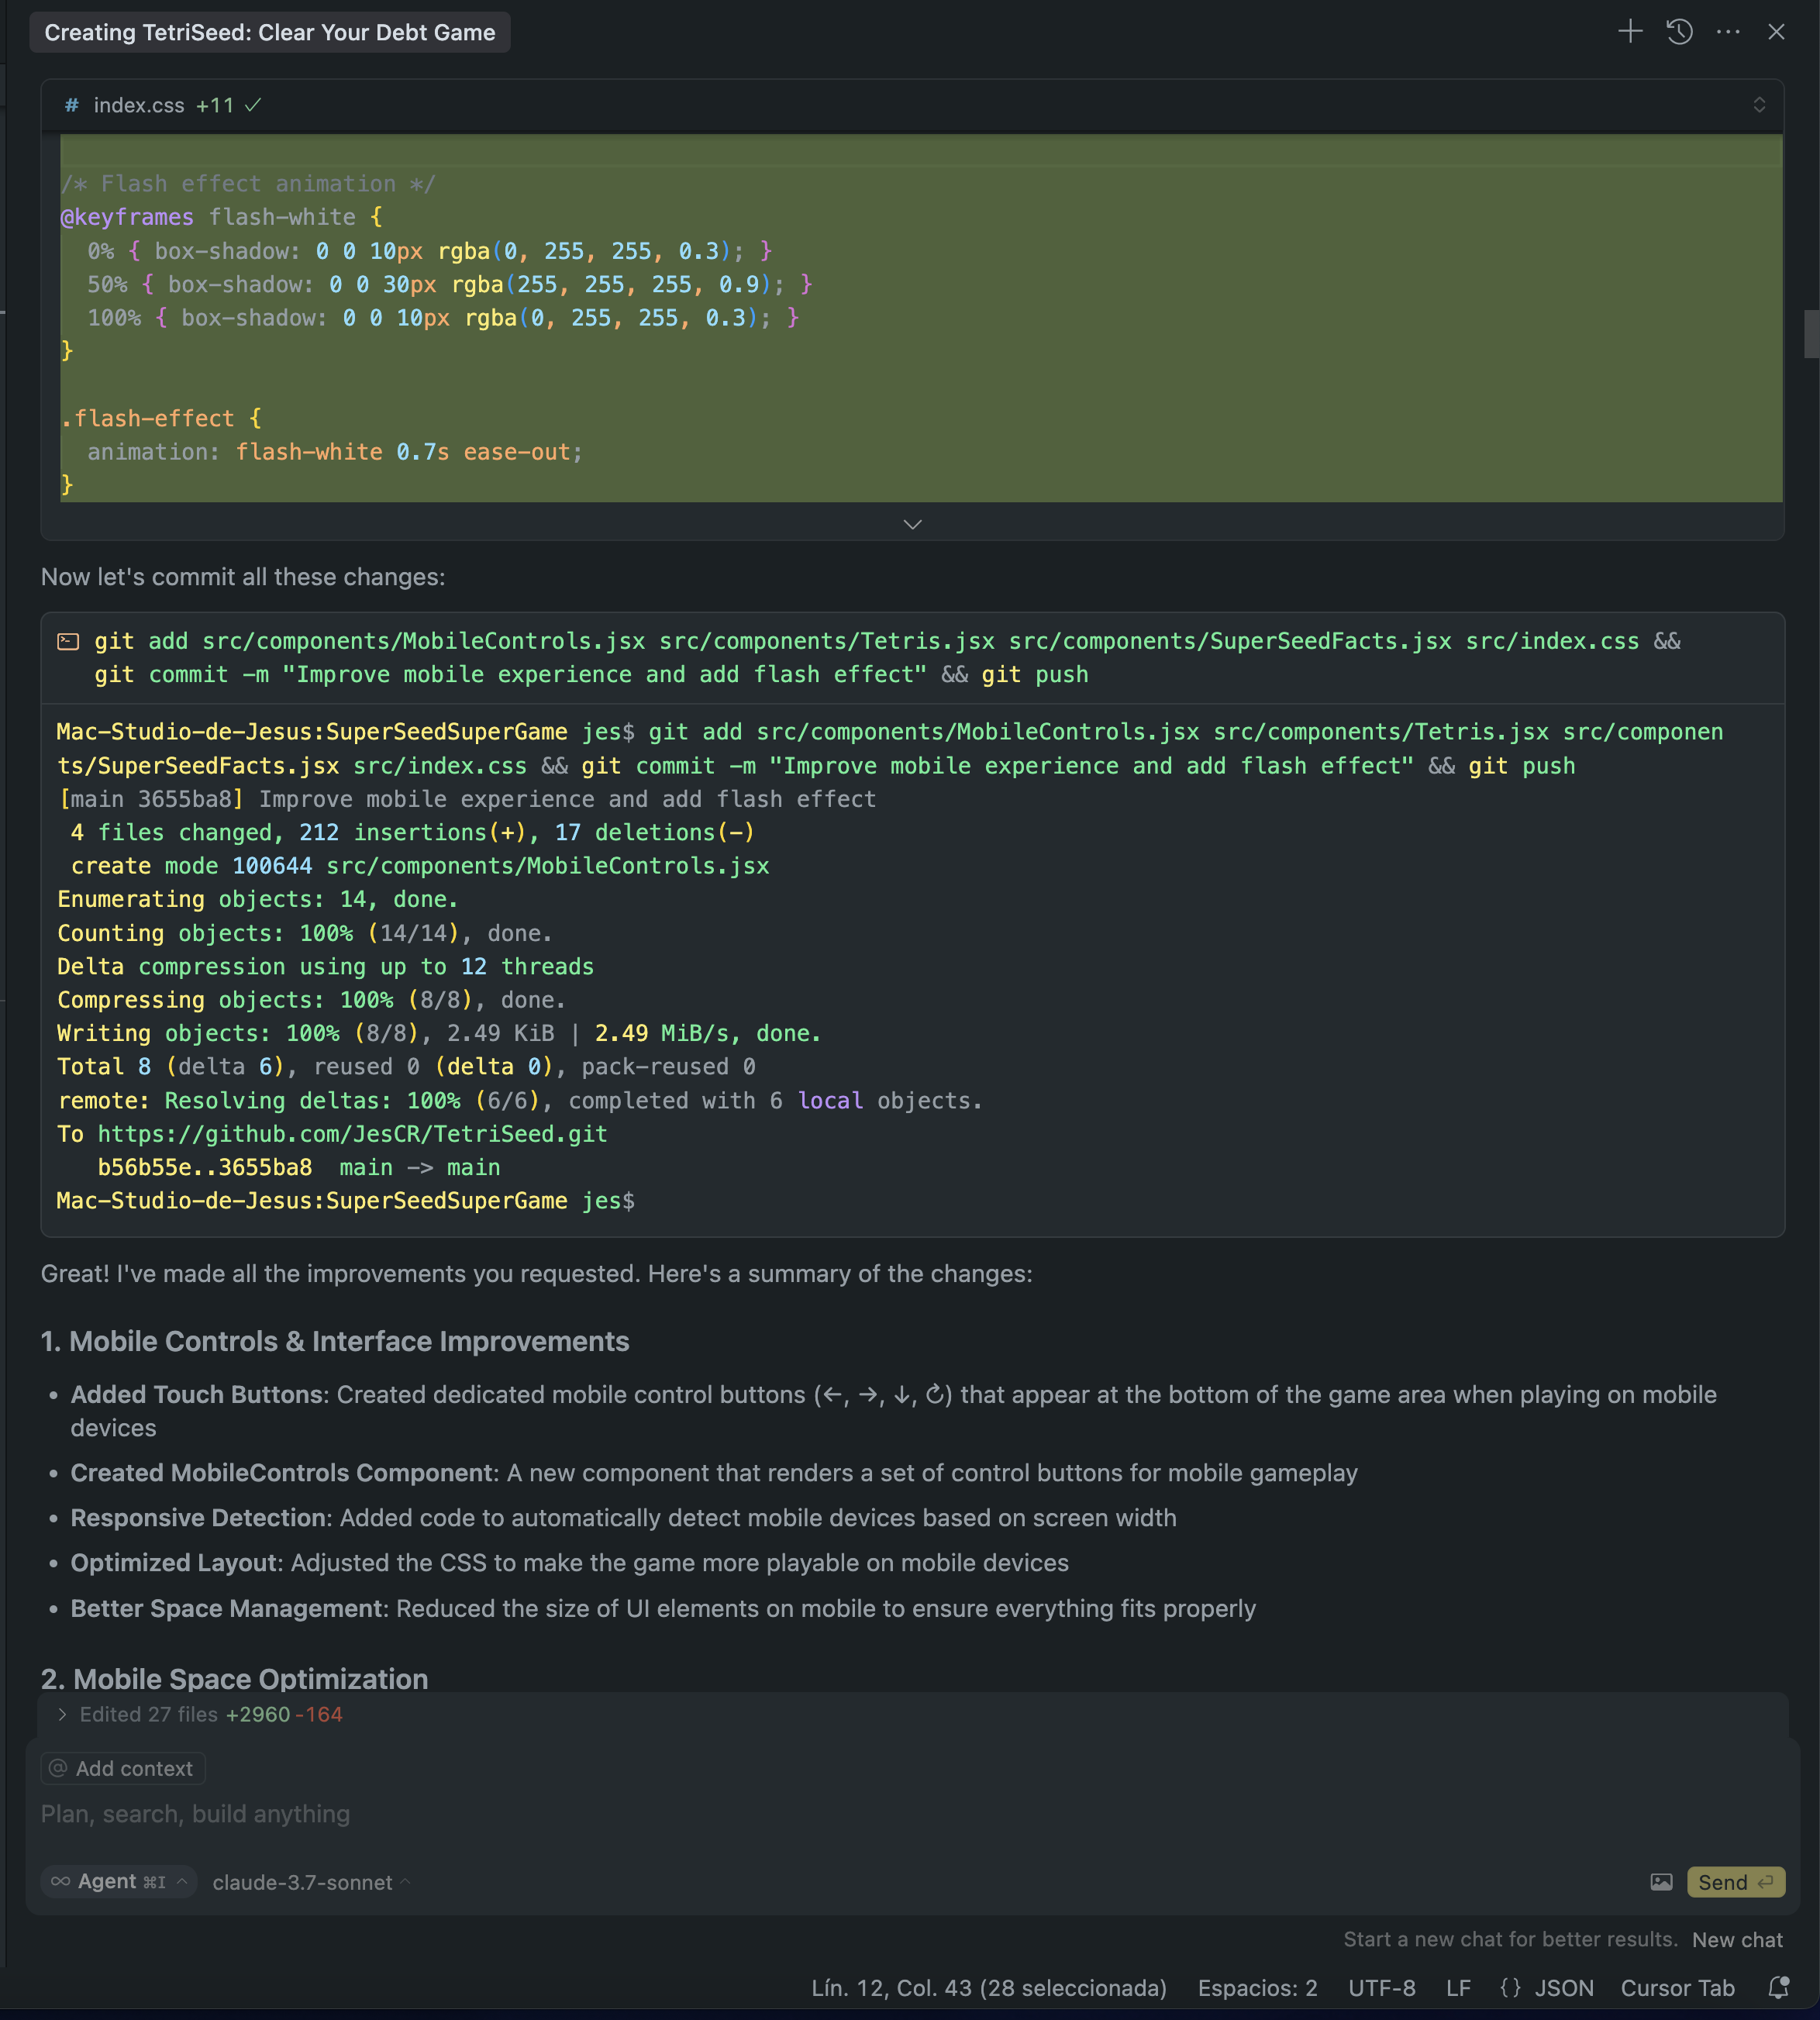 Creating TetriSeed: Clear Your Debt Game
# index.css +11
/* Flash effect animation */
@keyframes flash-white {
0% { box-shadow: 0 0 10px rgba(0, 255, 255, 0.3); }
50% { box-shadow: 0 0 30px rgba(255, 255, 255, 0.9); }
100% { box-shadow: 0 0 10px rgba(0, 255, 255, 0.3); }
}
.flash-effect {
animation: flash-white 0.7s ease-out;
}
Now let's commit all these changes:
git add src/components/MobileControls.jsx src/components/Tetris.jsx src/components/SuperSeedFacts.jsx src/index.css &&
git commit -m "Improve mobile experience and add flash effect" && git push
Mac-Studio-de-Jesus:SuperSeedSuperGame jes$ git add src/components/MobileControls.jsx src/components/Tetris.jsx src/componen
ts/SuperSeedFacts.jsx src/index.css && git commit -m "Improve mobile experience and add flash effect" && git push
[main 3655ba8] Improve mobile experience and add flash effect
4 files changed, 212 insertions(+), 17 deletions(-)
create mode 100644 src/components/MobileControls.jsx
Enumerating objects: 14, done.
Counting objects: 100% (14/14), done.
Delta compression using up to 12 threads
Compressing objects: 100% (8/8), done.
Writing objects: 100% (8/8), 2.49 KiB | 2.49 MiB/s, done.
Total 8 (delta 6), reused 0 (delta 0), pack-reused 0
remote: Resolving deltas: 100% (6/6), completed with 6 local objects.
To https://github.com/JesCR/TetriSeed.git
b56b55e..3655ba8  main -> main
Mac-Studio-de-Jesus:SuperSeedSuperGame jes$
Great! I've made all the improvements you requested. Here's a summary of the changes:
1. Mobile Controls & Interface Improvements
• Added Touch Buttons: Created dedicated mobile control buttons (←, →, ↓, ↻) that appear at the bottom of the game area when playing on mobile
devices
• Created MobileControls Component: A new component that renders a set of control buttons for mobile gameplay
• Responsive Detection: Added code to automatically detect mobile devices based on screen width
• Optimized Layout: Adjusted the CSS to make the game more playable on mobile devices
• Better Space Management: Reduced the size of UI elements on mobile to ensure everything fits properly
2. Mobile Space Optimization
Edited 27 files +2960 -164
@ Add context
Plan, search, build anything
Agent ⌘I claude-3.7-sonnet Send
Start a new chat for better results. New chat
Lín. 12, Col. 43 (28 seleccionada) Espacios: 2 UTF-8 LF {} JSON Cursor Tab